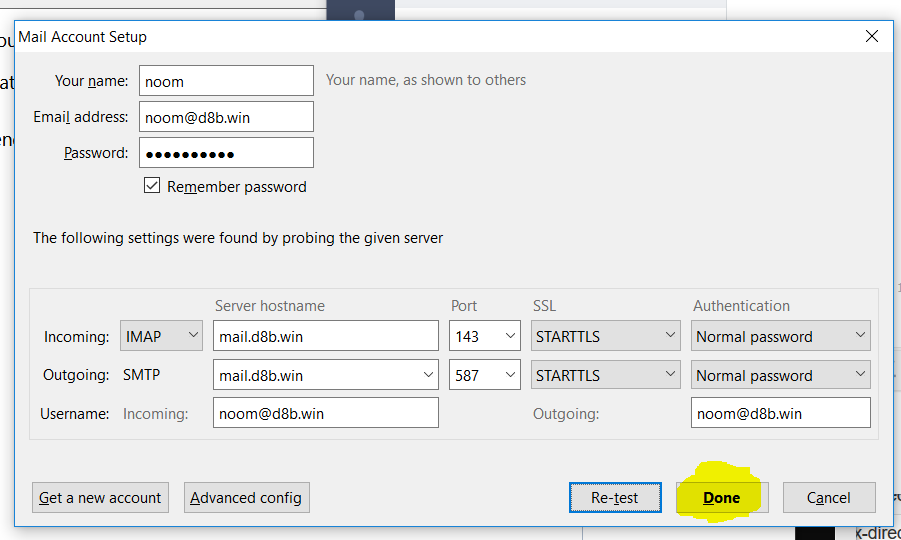 Mail Account Setup
Your name: noom Your name, as shown to others
Email address: noom@d8b.win
Password: ●●●●●●●●●●
Remember password
The following settings were found by probing the given server
Server hostname Port SSL Authentication
Incoming: IMAP mail.d8b.win 143 STARTTLS Normal password
Outgoing: SMTP mail.d8b.win 587 STARTTLS Normal password
Username: Incoming: noom@d8b.win Outgoing: noom@d8b.win
Get a new account Advanced config Re-test Done Cancel
x-direc